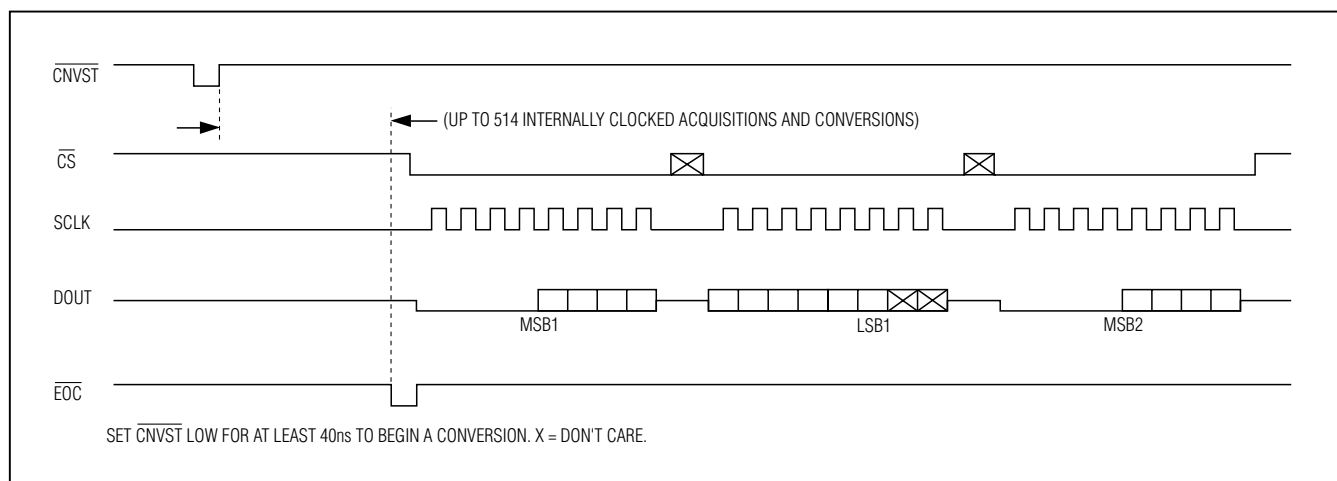 CNVST
(UP TO 514 INTERNALLY CLOCKED ACQUISITIONS AND CONVERSIONS)
CS
SCLK
DOUT
MSB1
LSB1
MSB2
EOC
SET CNVST LOW FOR AT LEAST 40ns TO BEGIN A CONVERSION. X = DON'T CARE.